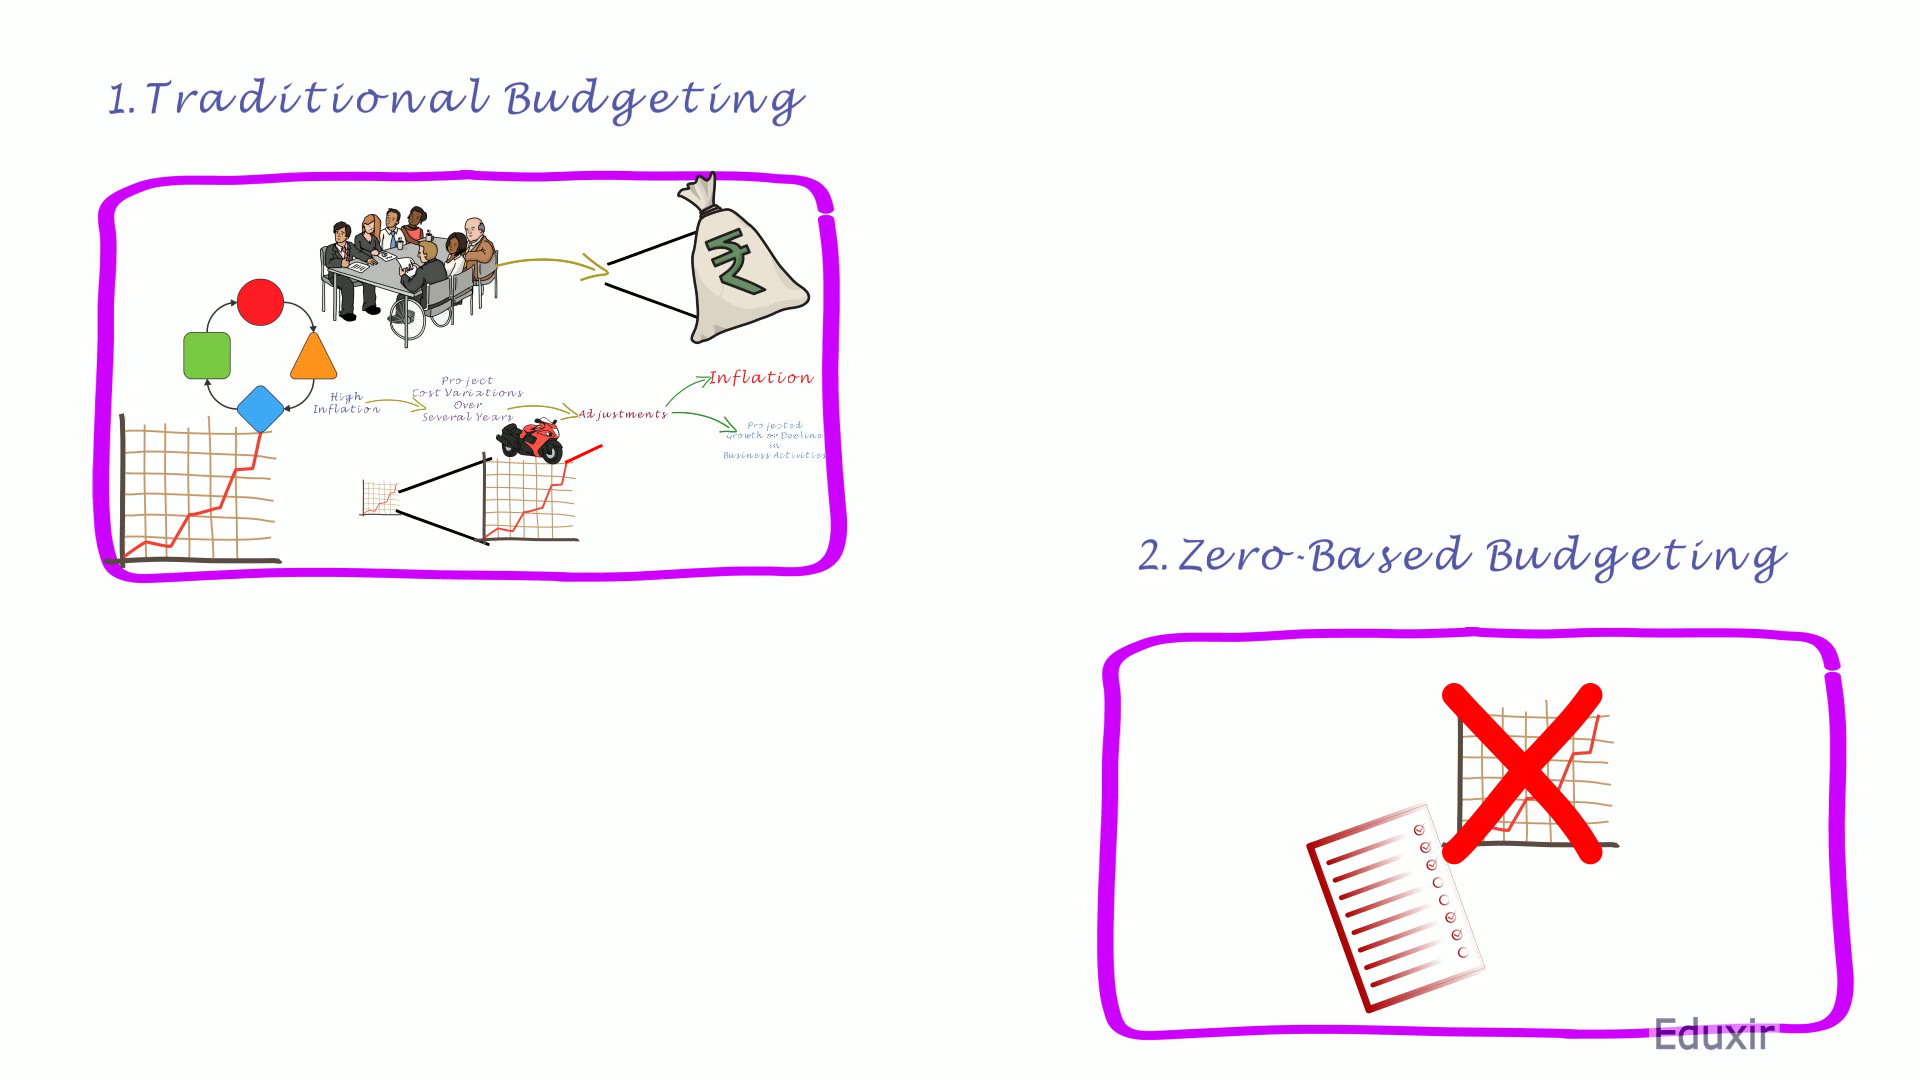 1. Traditional Budgeting
High
Inflation
Project
Cost Variations
Over
Several Years
Adjustments
Inflation
Projected
Growth or Decline
in
Business Activities
2. Zero-Based Budgeting
Eduxir